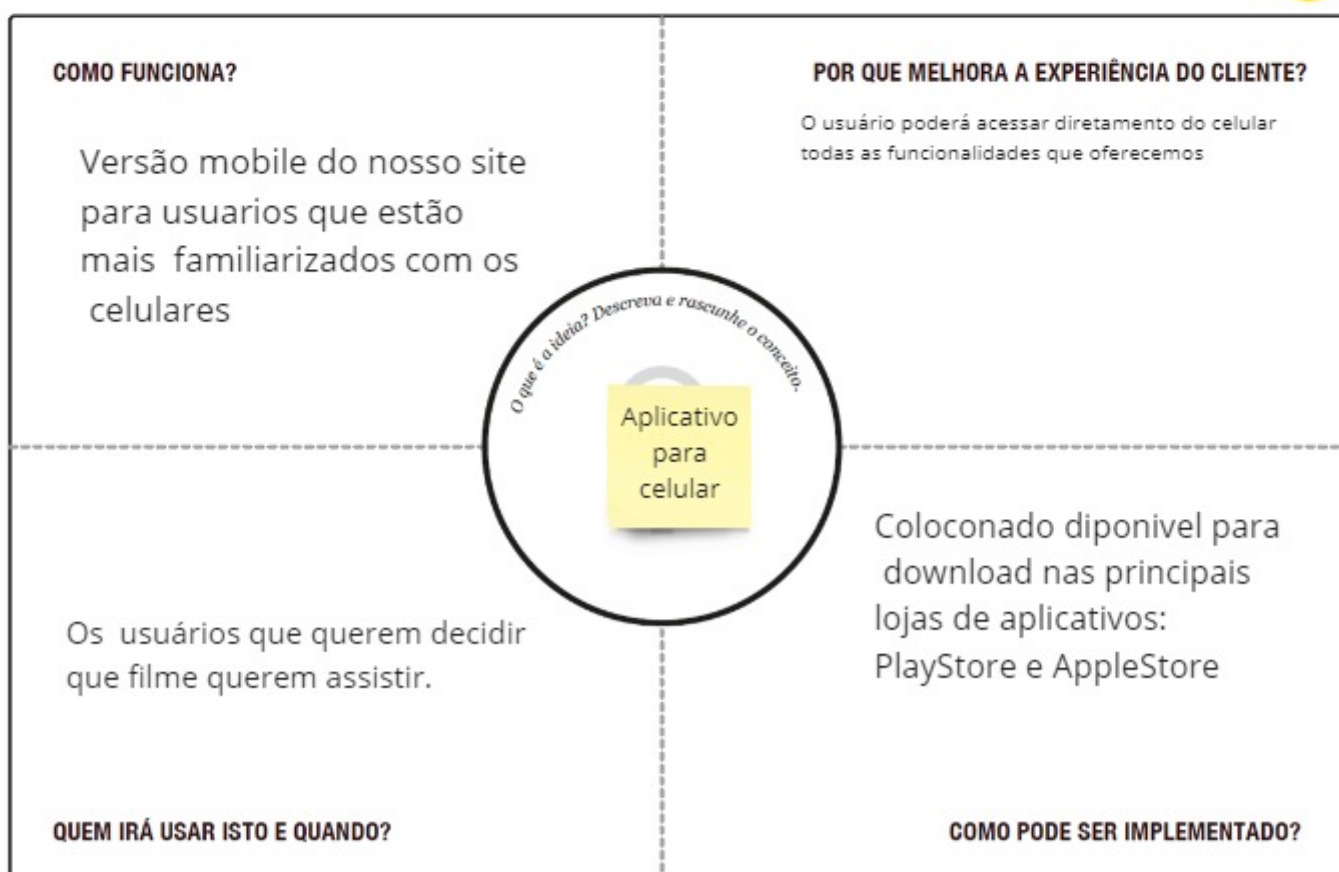 COMO FUNCIONA?
Versão mobile do nosso site
para usuarios que estão
mais familiarizados com os
celulares
POR QUE MELHORA A EXPERIÊNCIA DO CLIENTE?
O usuário poderá acessar diretamento do celular
todas as funcionalidades que oferecemos
O que é a ideia? Descreva e rascunhe o conceito.
Aplicativo
para
celular
Os usuários que querem decidir
que filme querem assistir.
QUEM IRÁ USAR ISTO E QUANDO?
Coloconado diponivel para
download nas principais
lojas de aplicativos:
PlayStore e AppleStore
COMO PODE SER IMPLEMENTADO?